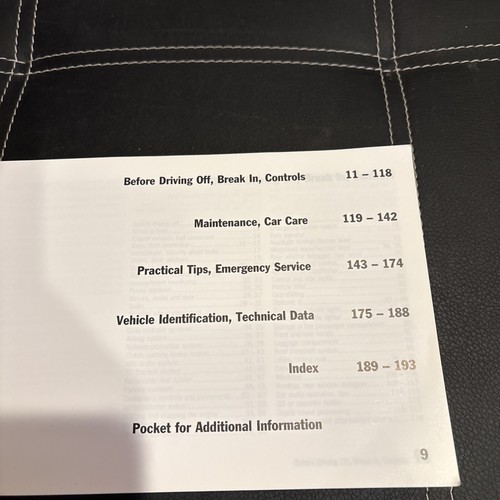 Before Driving Off, Break In, Controls 11 – 118
Maintenance, Car Care 119 – 142
Practical Tips, Emergency Service 143 – 174
Vehicle Identification, Technical Data 175 – 188
Index 189 – 193
Pocket for Additional Information
9